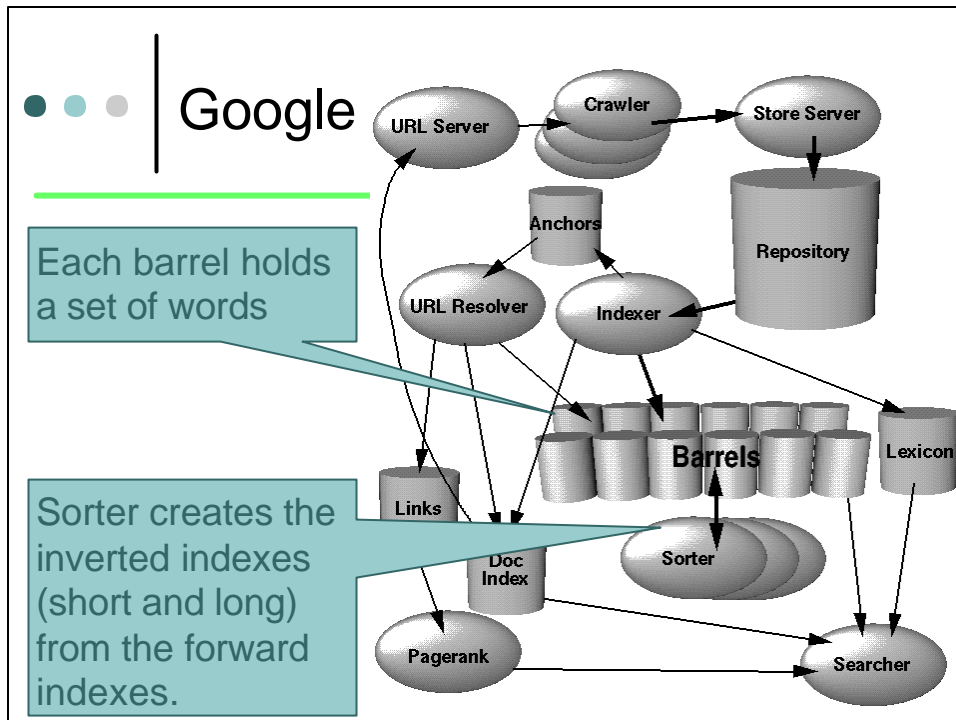 Google
URL Server
Crawler
Store Server
Anchors
Repository
Each barrel holds
a set of words
URL Resolver
Indexer
Barrels
Lexicon
Links
Sorter creates the
inverted indexes
(short and long)
from the forward
indexes.
Doc
Index
Sorter
Pagerank
Searcher